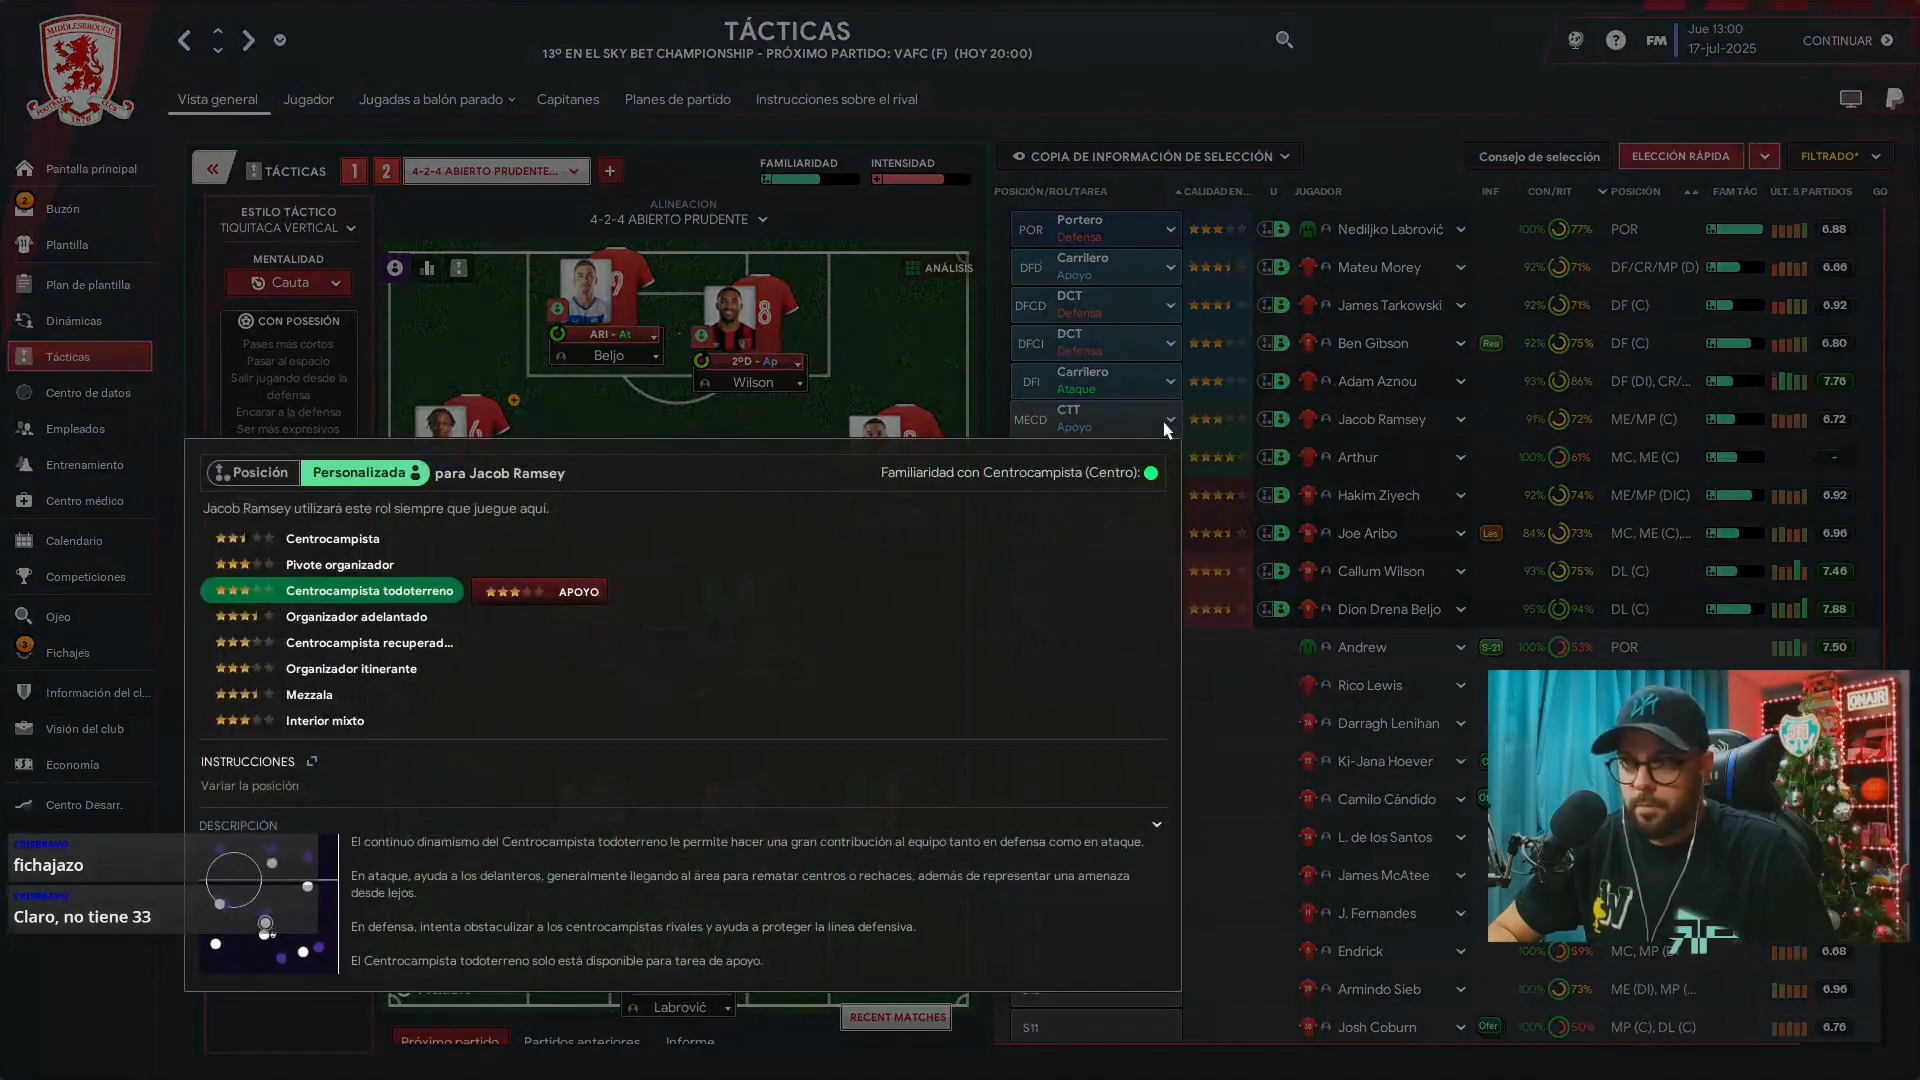 MIDDLESBROUGH
FOOTBALL CLUB
1876
TÁCTICAS
13º EN EL SKY BET CHAMPIONSHIP - PRÓXIMO PARTIDO: VAFC (F) (HOY 20:00)
FM
Jue 13:00
17-jul-2025
CONTINUAR
Vista general
Jugador
Jugadas a balón parado
Capitanes
Planes de partido
Instrucciones sobre el rival
Pantalla principal
2
Buzón
Plantilla
Plan de plantilla
Dinámicas
Tácticas
Centro de datos
Empleados
Entrenamiento
Centro médico
Calendario
Competiciones
Ojeo
3
Fichajes
Información del cl...
Visión del club
Economía
Centro Desarr.
CRISBRAVO
fichajazo
CRISBRAVO
Claro, no tiene 33
TÁCTICAS
1
2
4-2-4 ABIERTO PRUDENTE...
+
FAMILIARIDAD
INTENSIDAD
ESTILO TÁCTICO
TIQUITACA VERTICAL
MENTALIDAD
Cauta
CON POSESIÓN
Pases más cortos
Pasar al espacio
Salir jugando desde la
defensa
Encarar a la defensa
Ser más expresivos
ALINEACIÓN
4-2-4 ABIERTO PRUDENTE
ANÁLISIS
9
ARI - At
Beljo
8
2ºD - Ap
Wilson
Posición
Personalizada
para Jacob Ramsey
Familiaridad con Centrocampista (Centro):
Jacob Ramsey utilizará este rol siempre que juegue aquí.
Centrocampista
Pivote organizador
Centrocampista todoterreno
APOYO
Organizador adelantado
Centrocampista recuperad...
Organizador itinerante
Mezzala
Interior mixto
INSTRUCCIONES
Variar la posición
DESCRIPCIÓN
El continuo dinamismo del Centrocampista todoterreno le permite hacer una gran contribución al equipo tanto en defensa como en ataque.
En ataque, ayuda a los delanteros, generalmente llegando al área para rematar centros o rechaces, además de representar una amenaza
desde lejos.
En defensa, intenta obstaculizar a los centrocampistas rivales y ayuda a proteger la línea defensiva.
El Centrocampista todoterreno solo está disponible para tarea de apoyo.
Labrović
RECENT MATCHES
Próximo partido
Partidos anteriores
Informe
COPIA DE INFORMACIÓN DE SELECCIÓN
Consejo de selección
ELECCIÓN RÁPIDA
FILTRADO*
POSICIÓN/ROL/TAREA
CALIDAD EN...
U
JUGADOR
INF
CON/RIT
POSICIÓN
FAM TÁC
ÚLT. 5 PARTIDOS
GO
POR Portero Defensa Nediljko Labrović 100% 77% POR 6.88
DFD Carrilero Apoyo Mateu Morey 92% 71% DF/CR/MP (D) 6.66
DFCD DCT Defensa James Tarkowski 92% 71% DF (C) 6.92
DFCI DCT Defensa Ben Gibson Rea 92% 75% DF (C) 6.80
DFI Carrilero Ataque Adam Aznou 93% 86% DF (DI), CR/... 7.76
MECD CTT Apoyo Jacob Ramsey 91% 72% ME/MP (C) 6.72
Arthur 100% 61% MC, ME (C) -
Hakim Ziyech 92% 74% ME/MP (DIC) 6.92
Joe Aribo Les 84% 73% MC, ME (C),... 6.96
Callum Wilson 93% 75% DL (C) 7.46
Dion Drena Beljo 95% 94% DL (C) 7.88
Andrew S-21 100% 53% POR 7.50
Rico Lewis
Darragh Lenihan
Ki-Jana Hoever
Camilo Cándido
L. de los Santos
James McAtee
J. Fernandes
Endrick 100% 59% MC, MP 6.68
Armindo Sieb 100% 73% ME (DI), MP (... 6.96
S11 Josh Coburn Ofer 100% 50% MP (C), DL (C) 6.76
ON AIR